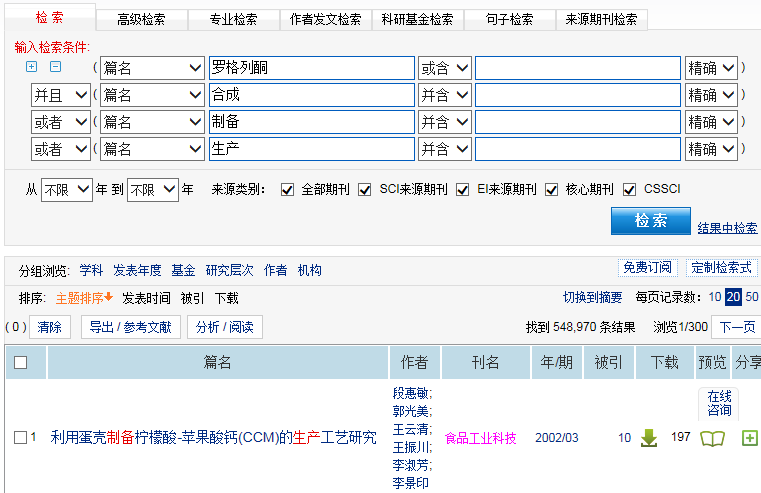 检 索 高级检索 专业检索 作者发文检索 科研基金检索 句子检索 来源期刊检索
输入检索条件:
( 篇名 罗格列酮 或含 精确 )
并且 ( 篇名 合成 并含 精确 )
或者 ( 篇名 制备 并含 精确 )
或者 ( 篇名 生产 并含 精确 )
从 不限 年 到 不限 年 来源类别: 全部期刊 SCI来源期刊 EI来源期刊 核心期刊 CSSCI
检 索 结果中检索
分组浏览: 学科 发表年度 基金 研究层次 作者 机构 免费订阅 定制检索式
排序: 主题排序 发表时间 被引 下载 切换到摘要 每页记录数: 10 20 50
( 0 ) 清除 导出 / 参考文献 分析 / 阅读 找到 548,970 条结果 浏览1/300 下一页
篇名 作者 刊名 年/期 被引 下载 预览 分享
1 利用蛋壳制备柠檬酸-苹果酸钙(CCM)的生产工艺研究
段惠敏;
郭光美;
王云清;
王振川;
李淑芳;
李景印
食品工业科技 2002/03 10 197
在线
咨询